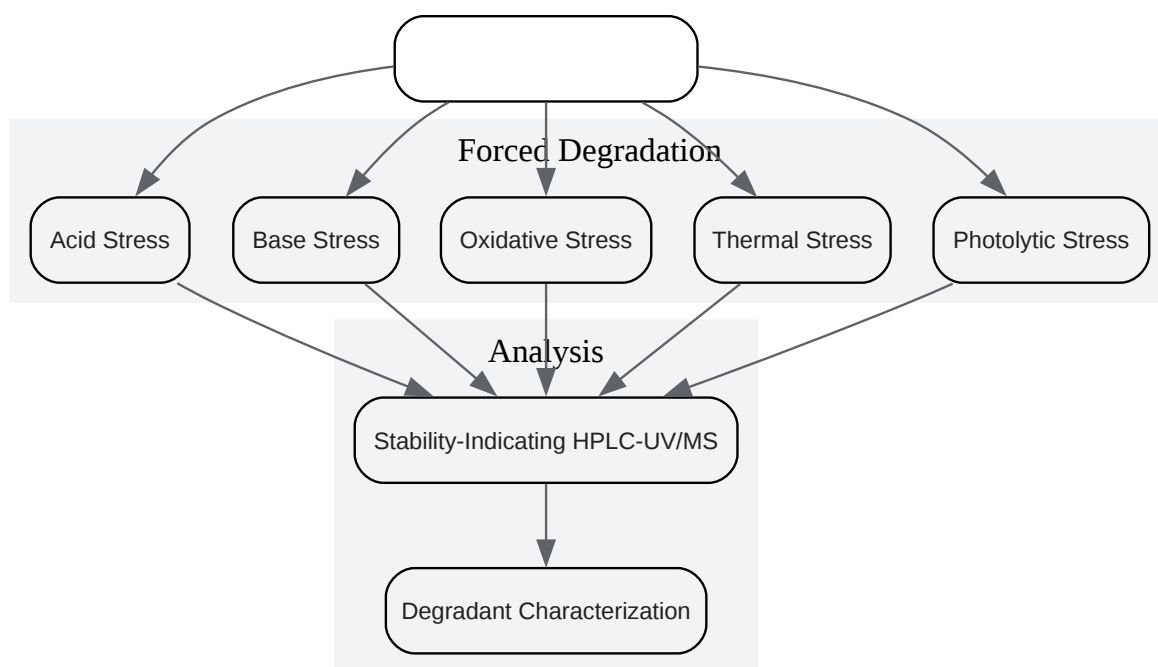 Forced Degradation
Acid Stress
Base Stress
Oxidative Stress
Thermal Stress
Photolytic Stress
Analysis
Stability-Indicating HPLC-UV/MS
Degradant Characterization